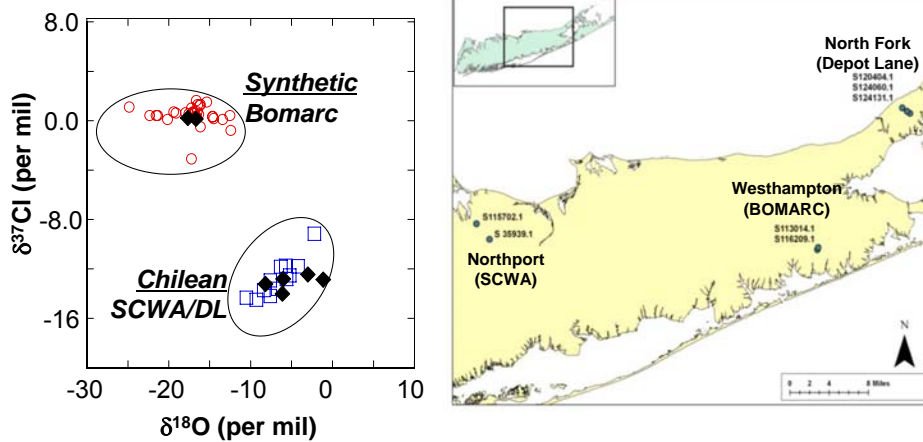 8.0
0.0
-8.0
-16
-30
-20
-10
0
10
δ³⁷Cl (per mil)
δ¹⁸O (per mil)
Synthetic
Bomarc
Chilean
SCWA/DL
North Fork
(Depot Lane)
S120404.1
S124060.1
S124131.1
Westhampton
(BOMARC)
S113014.1
S116209.1
S115702.1
S 35939.1
Northport
(SCWA)
N
0 2 4 8 Miles